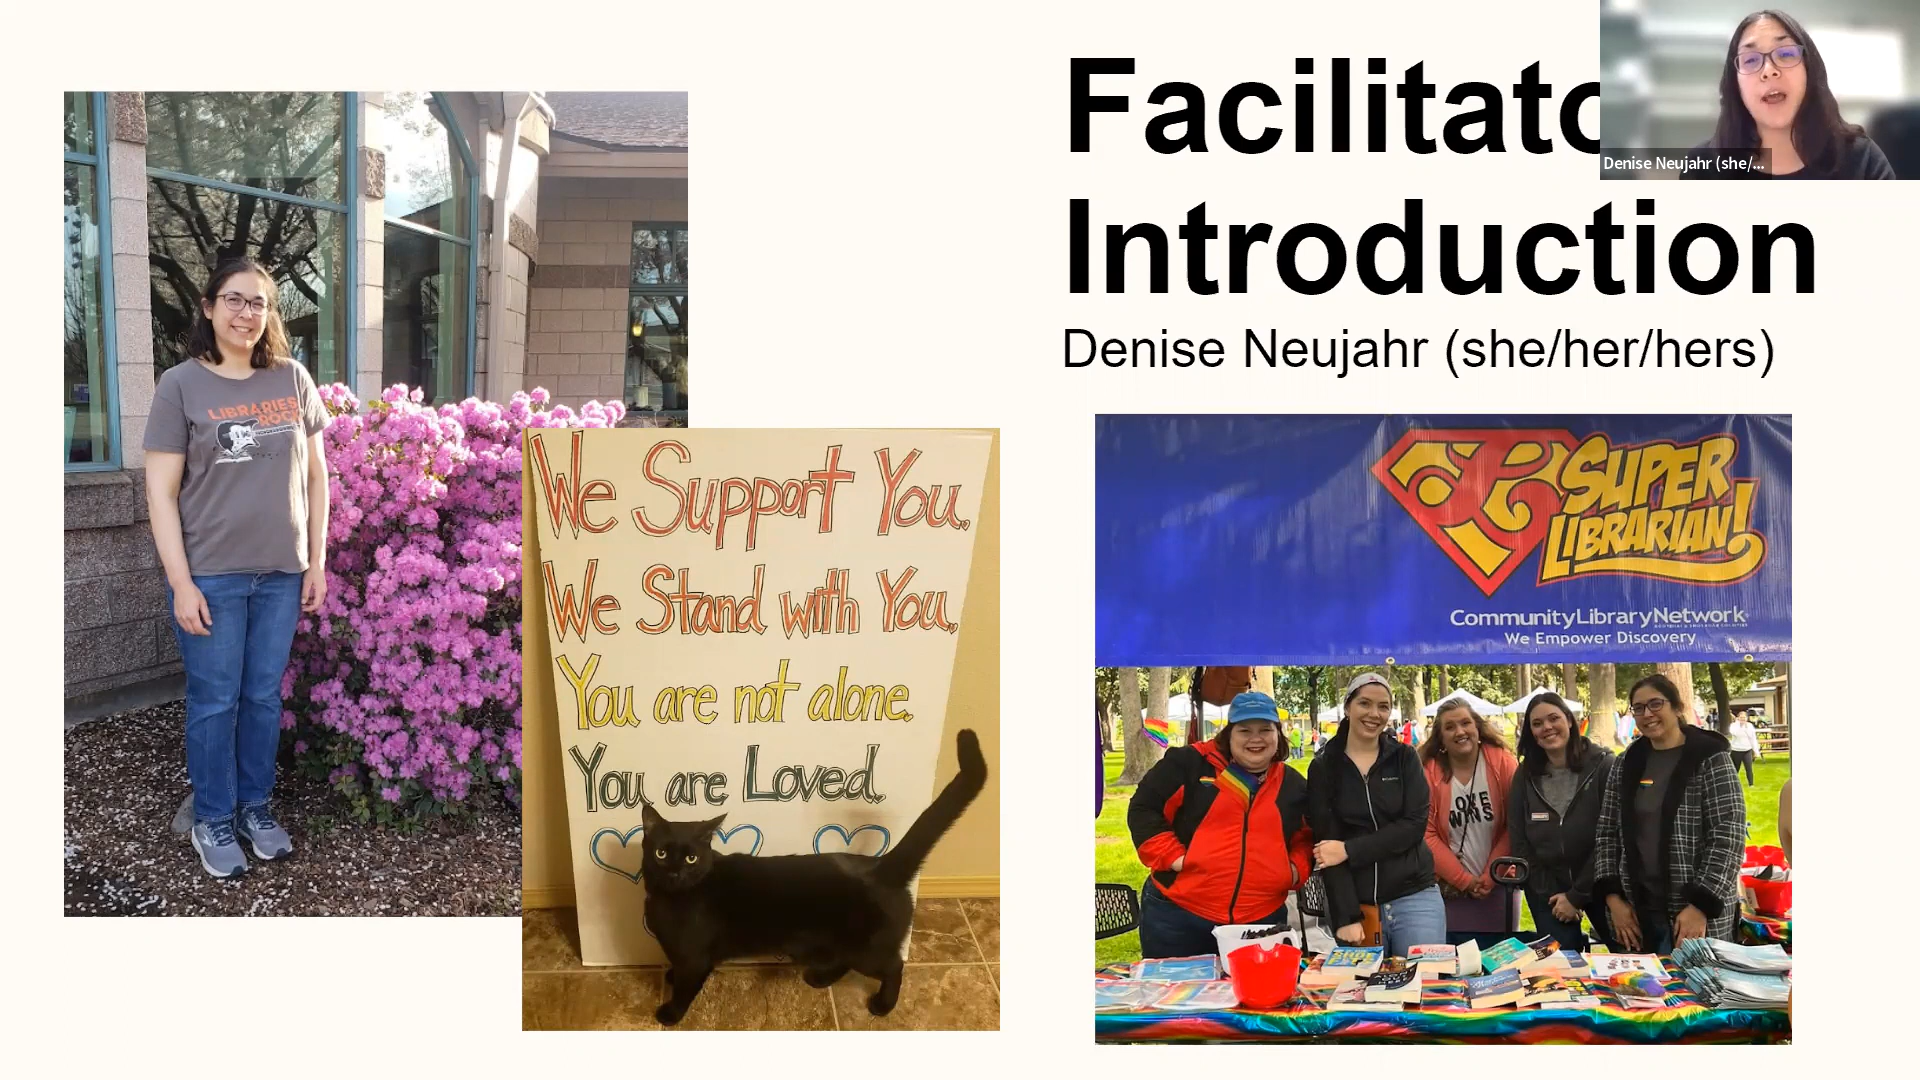 Facilitato
Introduction
Denise Neujahr (she/her/hers)
Denise Neujahr (she/...
LIBRARIES
ROCK
We Support You.
We Stand with You.
You are not alone.
You are Loved.
SUPER
LIBRARIAN!
CommunityLibraryNetwork
We Empower Discovery
LOVE
WINS